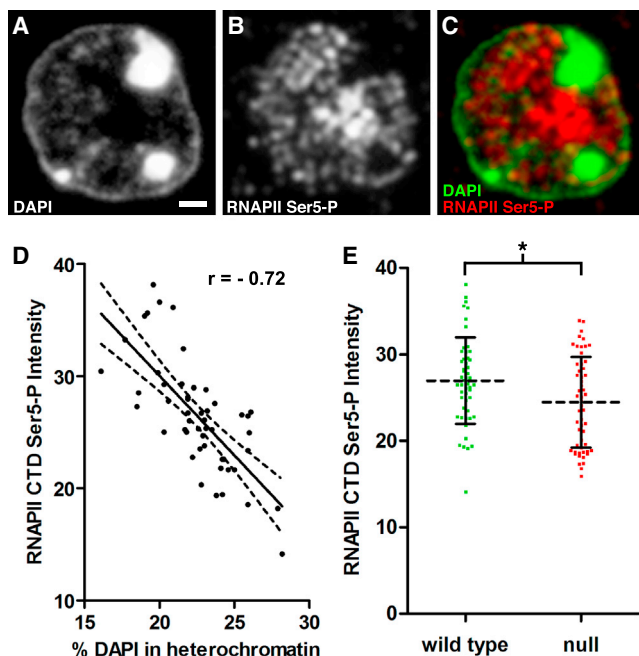 A
B
C
DAPI
RNAPII Ser5-P
DAPI
RNAPII Ser5-P
D
r = - 0.72
RNAPII CTD Ser5-P Intensity
40
30
20
10
16
20
25
30
% DAPI in heterochromatin
E
*
RNAPII CTD Ser5-P Intensity
40
30
20
10
0
wild type
null